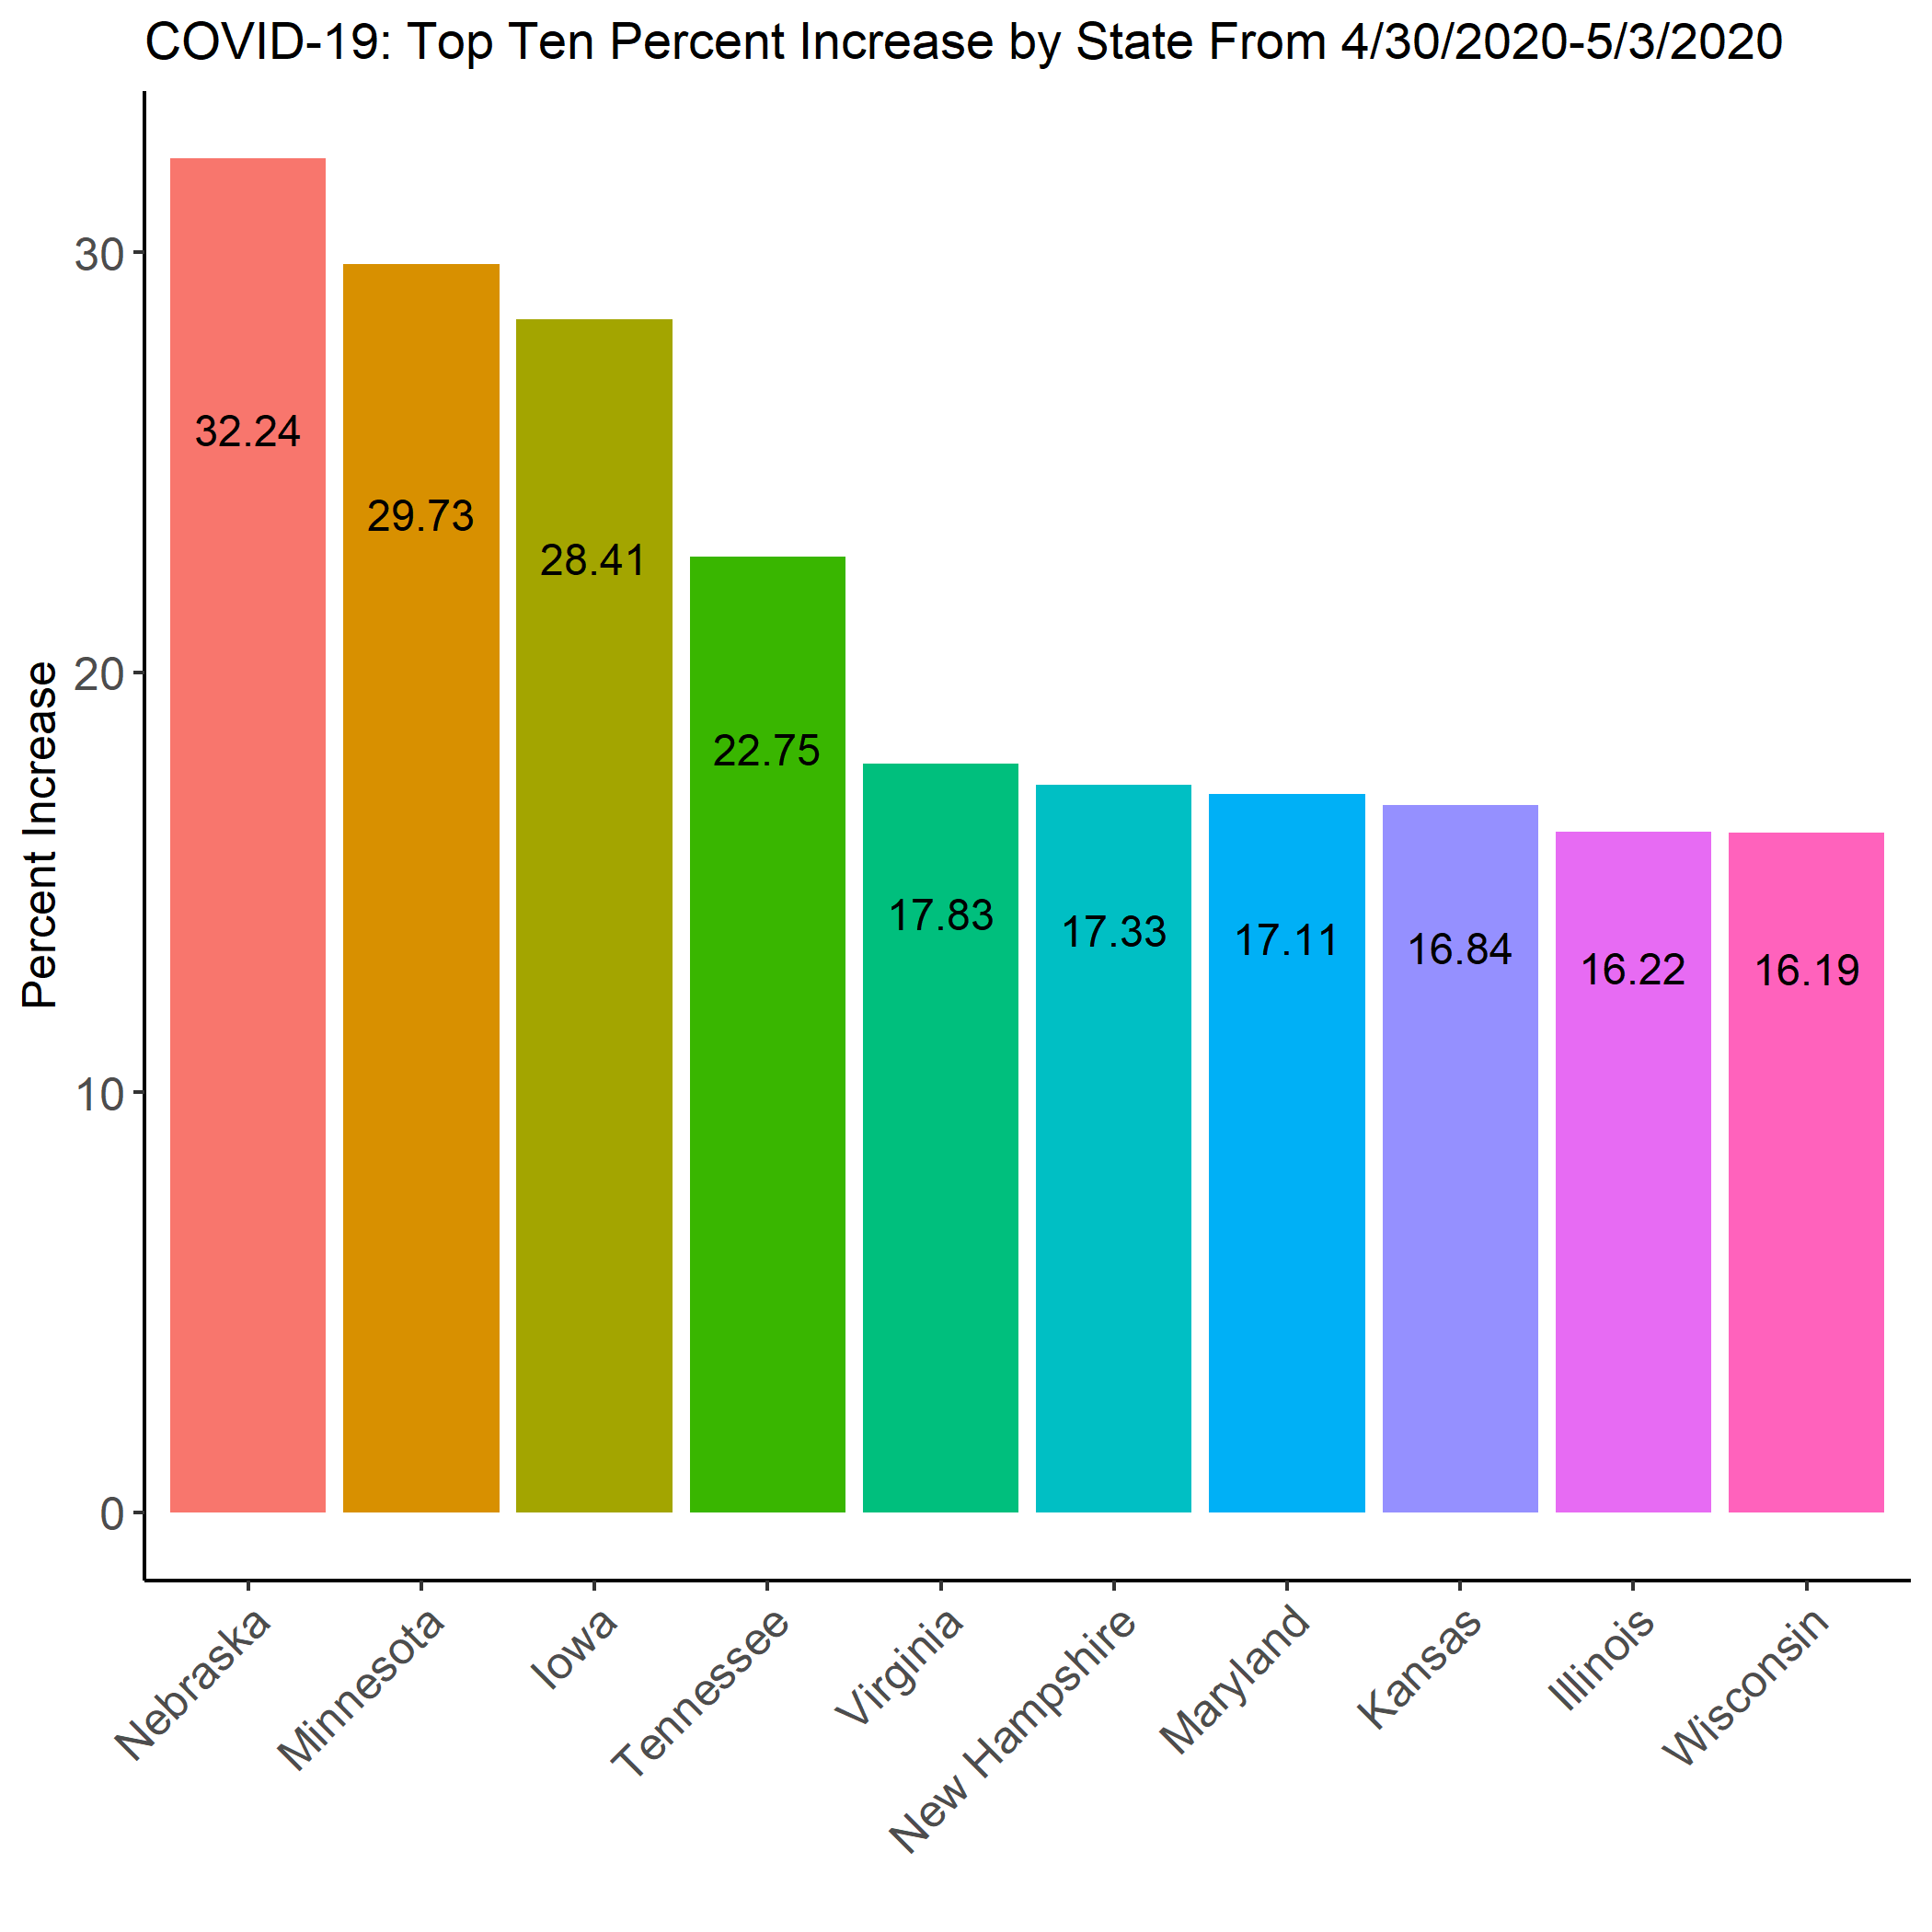 COVID-19: Top Ten Percent Increase by State From 4/30/2020-5/3/2020
Percent Increase
30
20
10
0
32.24
29.73
28.41
22.75
17.83
17.33
17.11
16.84
16.22
16.19
Nebraska
Minnesota
Iowa
Tennessee
Virginia
New Hampshire
Maryland
Kansas
Illinois
Wisconsin